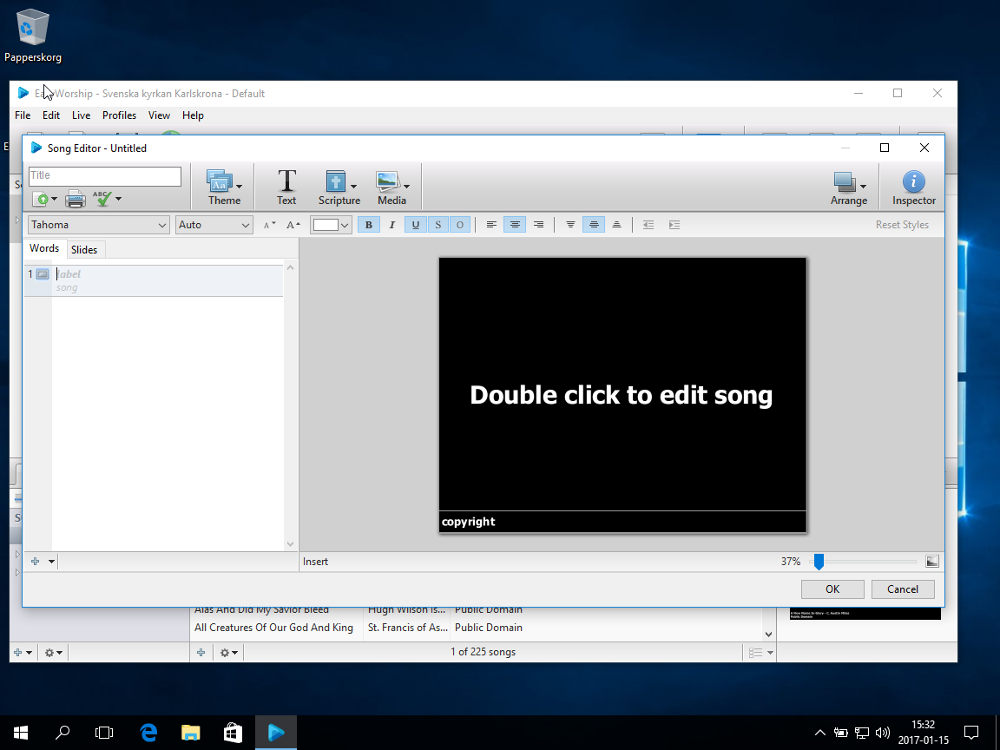 Papperskorg
Worship - Svenska kyrkan Karlskrona - Default
File Edit Live Profiles View Help
Song Editor - Untitled
Title
Aa
T
ABC
Theme Text Scripture Media Arrange Inspector
Tahoma Auto A A B I U S O Reset Styles
Words Slides
1 label
song
Double click to edit song
copyright
Insert 37%
OK Cancel
Alas And Did My Savior Bleed Hugh Wilson is... Public Domain
All Creatures Of Our God And King St. Francis of As... Public Domain
A New Name In Glory - C. Austin Miles
Public Domain
1 of 225 songs
15:32
2017-01-15